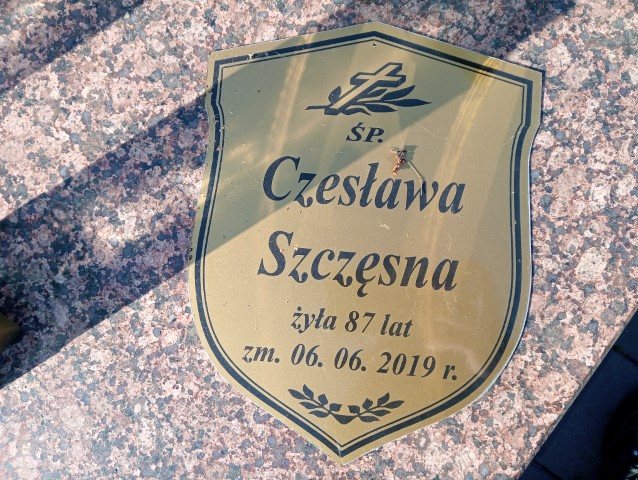 ŚP.
Czesława
Szczęsna
żyła 87 lat
zm. 06. 06. 2019 r.